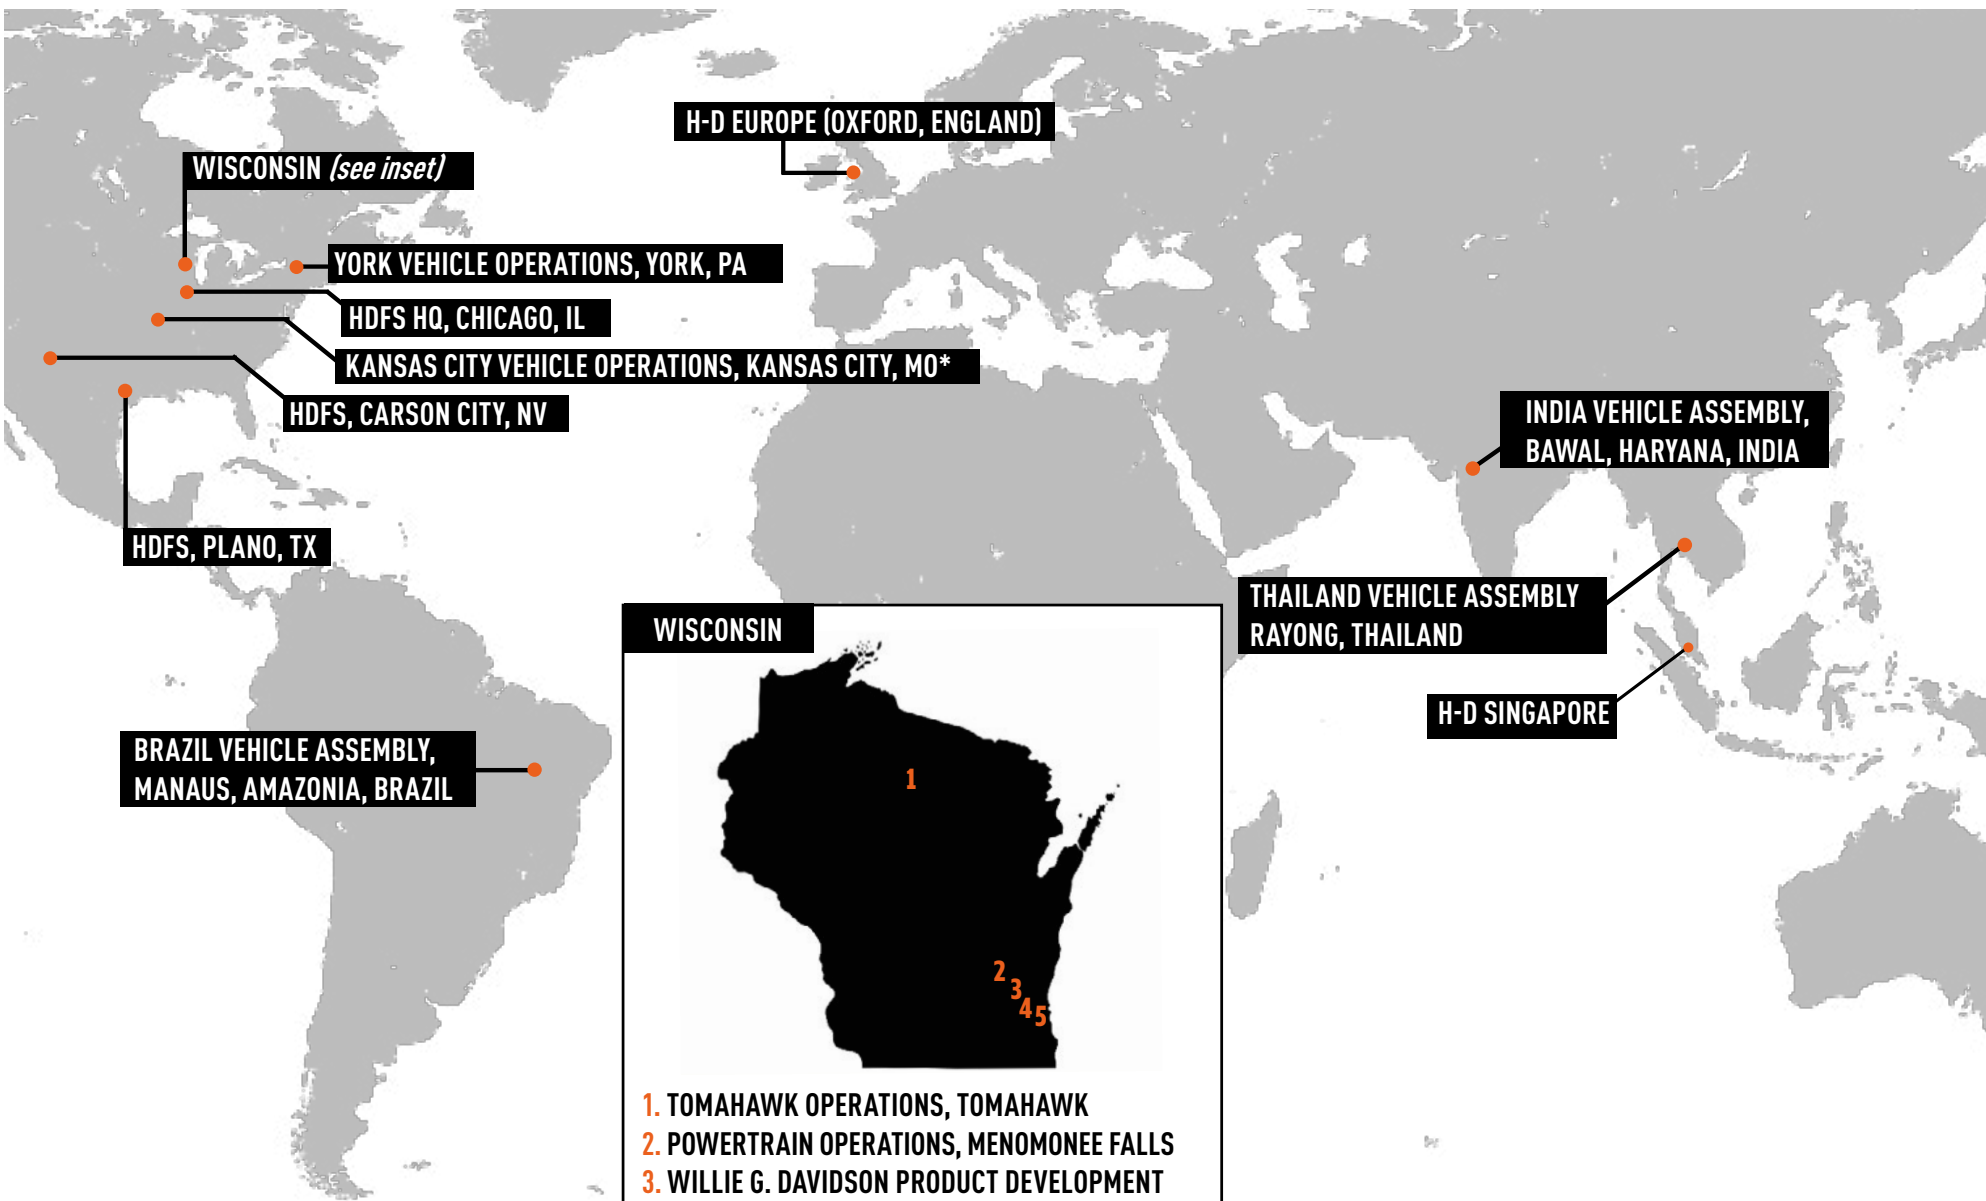 H-D EUROPE (OXFORD, ENGLAND)
WISCONSIN (see inset)
YORK VEHICLE OPERATIONS, YORK, PA
HDFS HQ, CHICAGO, IL
KANSAS CITY VEHICLE OPERATIONS, KANSAS CITY, MO*
HDFS, CARSON CITY, NV
HDFS, PLANO, TX
INDIA VEHICLE ASSEMBLY,
BAWAL, HARYANA, INDIA
THAILAND VEHICLE ASSEMBLY
RAYONG, THAILAND
H-D SINGAPORE
BRAZIL VEHICLE ASSEMBLY,
MANAUS, AMAZONIA, BRAZIL
WISCONSIN
1
2
3
4
5
1. TOMAHAWK OPERATIONS, TOMAHAWK
2. POWERTRAIN OPERATIONS, MENOMONEE FALLS
3. WILLIE G. DAVIDSON PRODUCT DEVELOPMENT